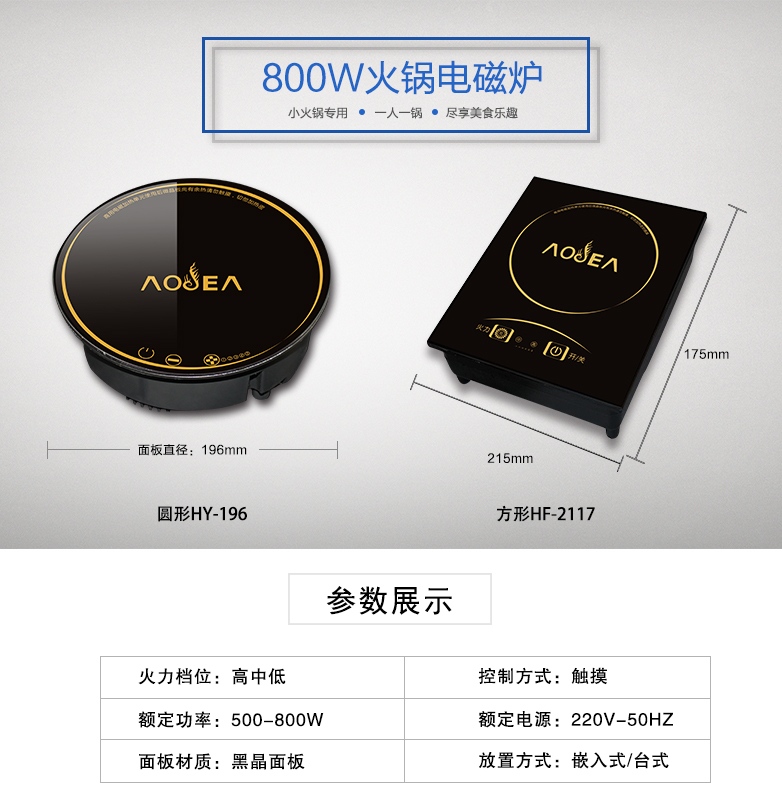 800W火锅电磁炉
小火锅专用 • 一人一锅 • 尽享美食乐趣
AOJEA
AOJEA
火力
开/关
175mm
215mm
面板直径：196mm
圆形HY-196
方形HF-2117
参数展示
火力档位：高中低
控制方式：触摸
额定功率：500-800W
额定电源：220V-50HZ
面板材质：黑晶面板
放置方式：嵌入式/台式